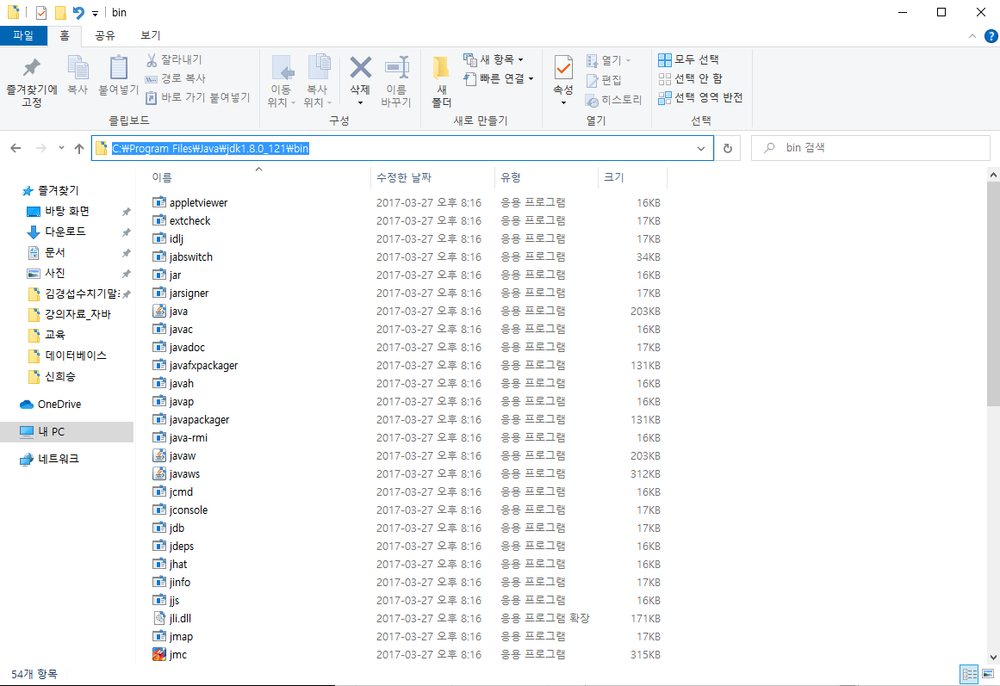 bin
파일 홈 공유 보기
즐겨찾기에 고정
복사
붙여넣기
잘라내기
경로 복사
바로 가기 붙여넣기
클립보드
이동 위치
복사 위치
삭제
이름 바꾸기
구성
새 폴더
새 항목
빠른 연결
새로 만들기
속성
열기
편집
히스토리
열기
모두 선택
선택 안 함
선택 영역 반전
선택
C:\Program Files\Java\jdk1.8.0_121\bin
bin 검색
즐겨찾기
바탕 화면
다운로드
문서
사진
김경섭수치기말
강의자료_자바
교육
데이터베이스
신희승
OneDrive
내 PC
네트워크
이름 수정한 날짜 유형 크기
appletviewer 2017-03-27 오후 8:16 응용 프로그램 16KB
extcheck 2017-03-27 오후 8:16 응용 프로그램 17KB
idlj 2017-03-27 오후 8:16 응용 프로그램 17KB
jabswitch 2017-03-27 오후 8:16 응용 프로그램 34KB
jar 2017-03-27 오후 8:16 응용 프로그램 16KB
jarsigner 2017-03-27 오후 8:16 응용 프로그램 17KB
java 2017-03-27 오후 8:16 응용 프로그램 203KB
javac 2017-03-27 오후 8:16 응용 프로그램 16KB
javadoc 2017-03-27 오후 8:16 응용 프로그램 17KB
javafxpackager 2017-03-27 오후 8:16 응용 프로그램 131KB
javah 2017-03-27 오후 8:16 응용 프로그램 16KB
javap 2017-03-27 오후 8:16 응용 프로그램 16KB
javapackager 2017-03-27 오후 8:16 응용 프로그램 131KB
java-rmi 2017-03-27 오후 8:16 응용 프로그램 16KB
javaw 2017-03-27 오후 8:16 응용 프로그램 203KB
javaws 2017-03-27 오후 8:16 응용 프로그램 312KB
jcmd 2017-03-27 오후 8:16 응용 프로그램 16KB
jconsole 2017-03-27 오후 8:16 응용 프로그램 17KB
jdb 2017-03-27 오후 8:16 응용 프로그램 17KB
jdeps 2017-03-27 오후 8:16 응용 프로그램 16KB
jhat 2017-03-27 오후 8:16 응용 프로그램 16KB
jinfo 2017-03-27 오후 8:16 응용 프로그램 17KB
jjs 2017-03-27 오후 8:16 응용 프로그램 16KB
jli.dll 2017-03-27 오후 8:16 응용 프로그램 확장 171KB
jmap 2017-03-27 오후 8:16 응용 프로그램 17KB
jmc 2017-03-27 오후 8:16 응용 프로그램 315KB
54개 항목